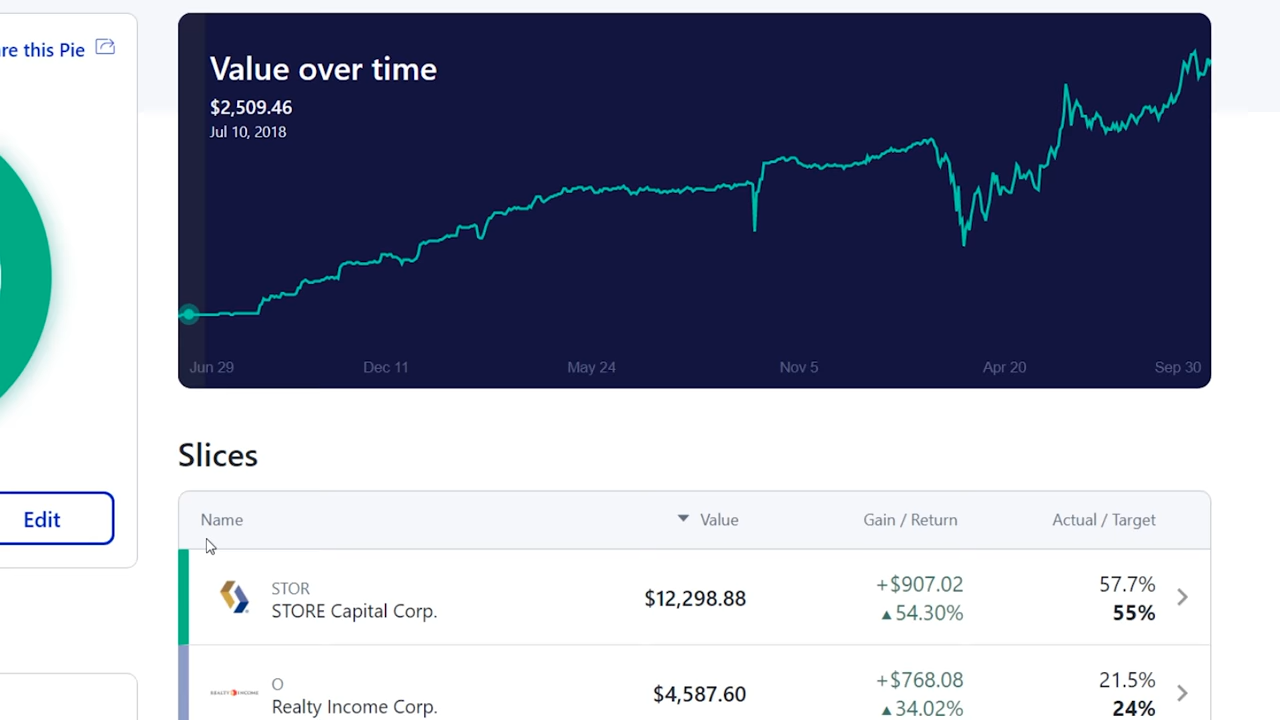 re this Pie
Value over time
$2,509.46
Jul 10, 2018
Jun 29 Dec 11 May 24 Nov 5 Apr 20 Sep 30
Edit
Slices
Name Value Gain / Return Actual / Target
STOR
STORE Capital Corp.
$12,298.88
+$907.02
▲54.30%
57.7%
55%
REALTY INCOME
O
Realty Income Corp.
$4,587.60
+$768.08
▲34.02%
21.5%
24%